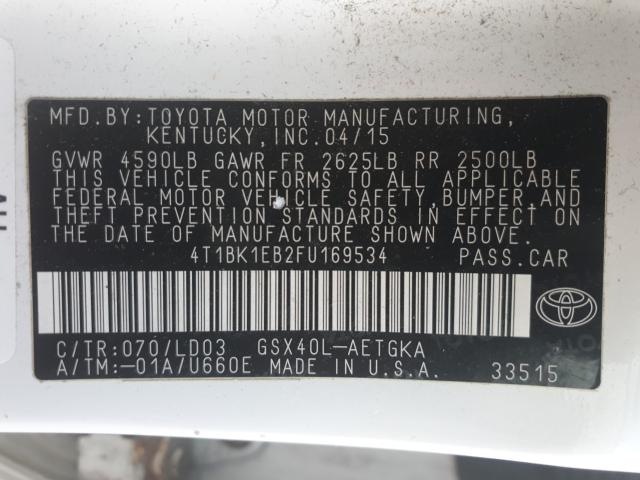 MFD.BY:TOYOTA MOTOR MANUFACTURING,
KENTUCKY,INC.04/15
GVWR 4590LB GAWR FR 2625LB RR 2500LB
THIS VEHICLE CONFORMS TO ALL APPLICABLE
FEDERAL MOTOR VEHICLE SAFETY,BUMPER,AND
THEFT PREVENTION STANDARDS IN EFFECT ON
THE DATE OF MANUFACTURE SHOWN ABOVE.
4T1BK1EB2FU169534 PASS.CAR
C/TR:070/LD03 GSX40L-AETGKA
A/TM:-01A/U660E MADE IN U.S.A. 33515